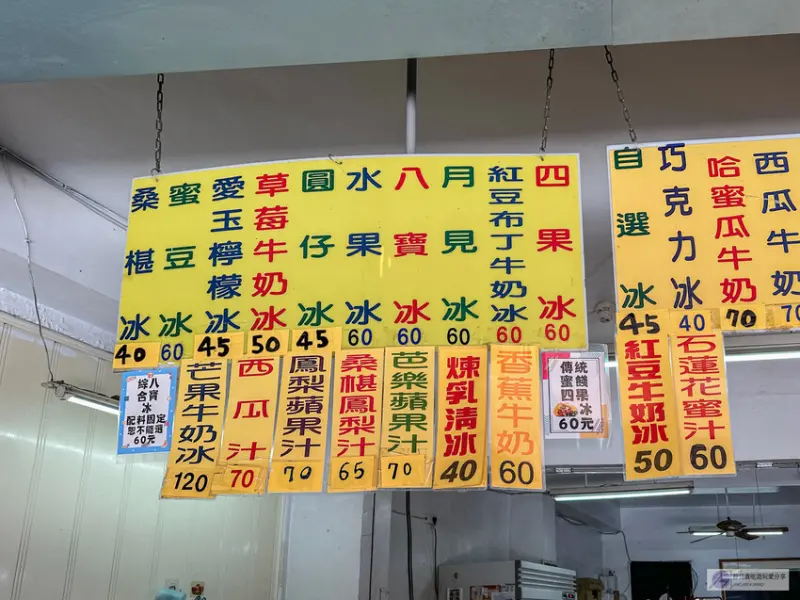 四果冰
60
紅豆布丁牛奶冰
60
月見冰
60
八寶冰
60
水果冰
60
圓仔冰
45
草莓牛奶冰
50
愛玉檸檬冰
45
蜜豆冰
60
桑椹冰
40
西瓜牛奶
70
哈蜜瓜牛奶
70
巧克力冰
40
自選冰
45
綜八
合寶
冰
配料固定
恕不能選
60元
芒果牛奶冰
120
西瓜汁
70
鳳梨蘋果汁
70
桑椹鳳梨汁
65
芭樂蘋果汁
70
煉乳清冰
40
香蕉牛奶
60
傳統
蜜餞
四果
冰
60元
紅豆牛奶冰
50
石蓮花蜜汁
60